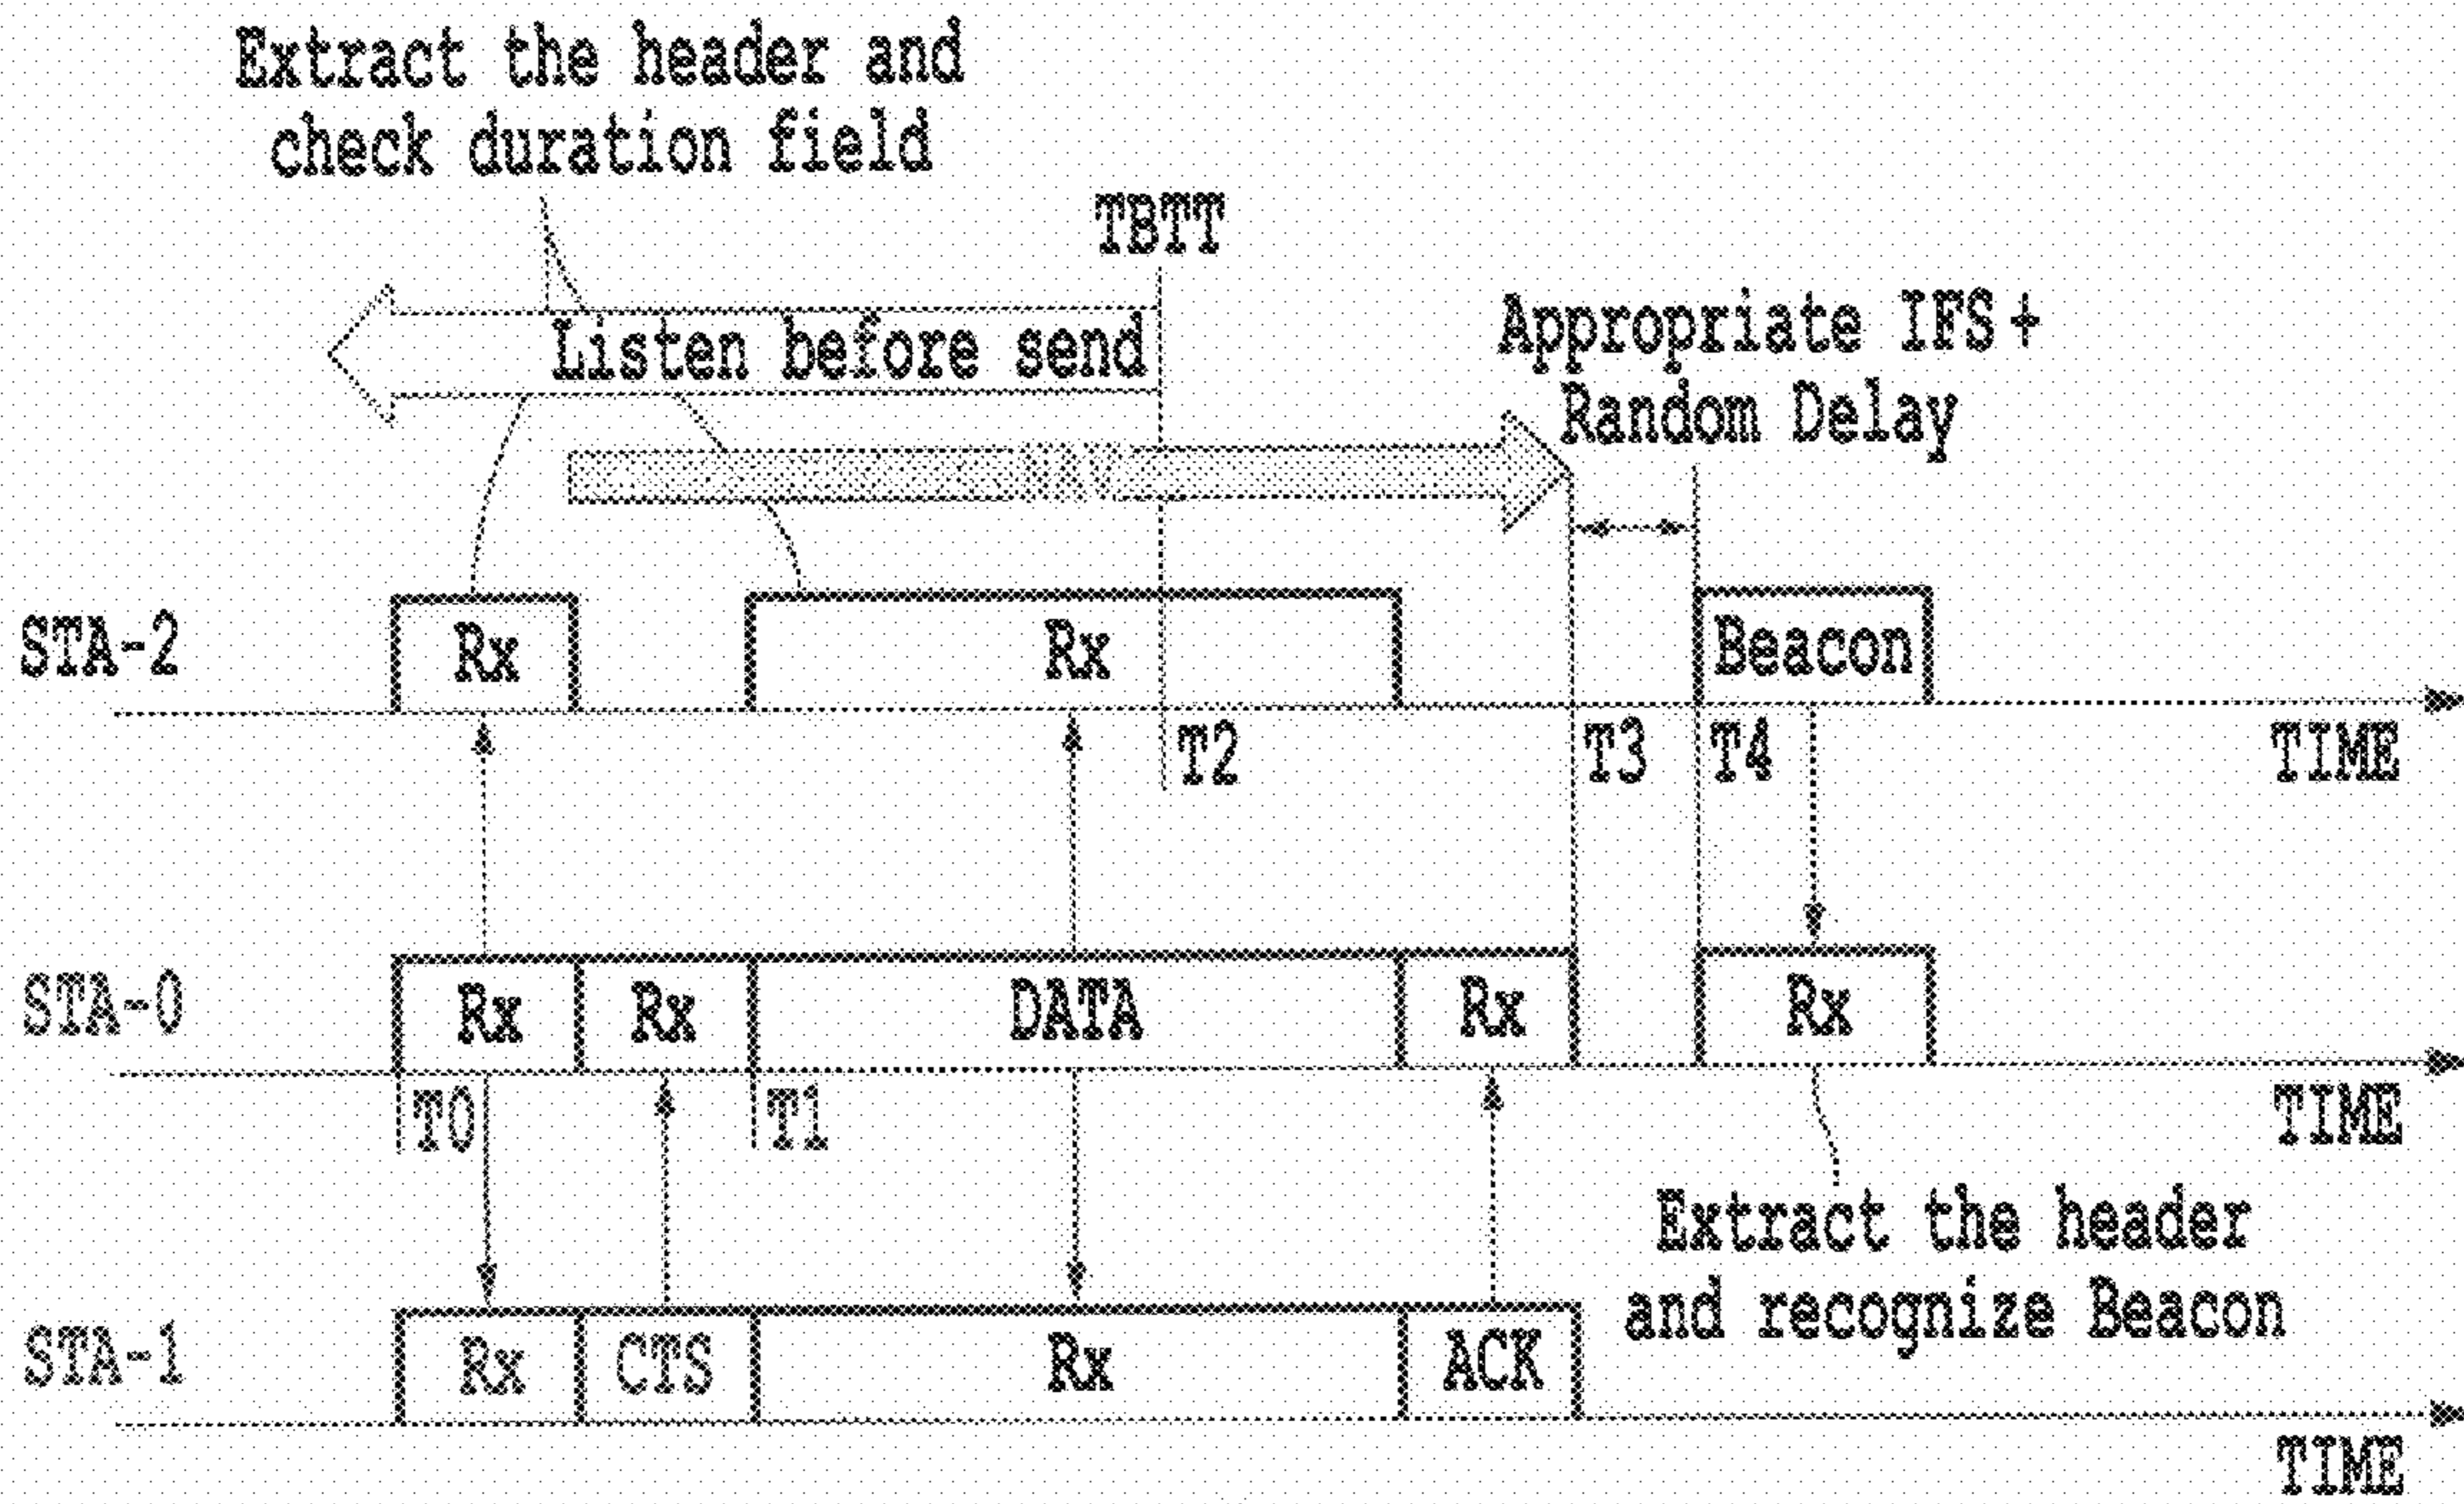 Extract the header and
check duration field
TBTT
Listen before send
Appropriate IFS +
Random Delay
NAV
STA-2
Rx
Rx
Beacon
T2
T3
T4
TIME
STA-0
Rx
Rx
DATA
Rx
Rx
T0
T1
TIME
Extract the header
and recognize Beacon
STA-1
Rx
CTS
Rx
ACK
TIME